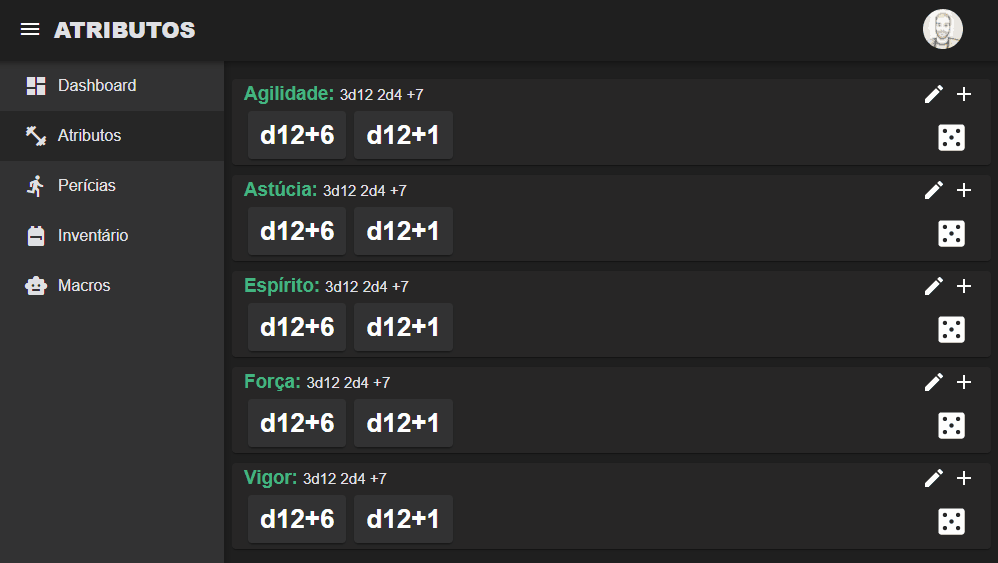 ATRIBUTOS
Dashboard
Atributos
Perícias
Inventário
Macros
Agilidade: 3d12 2d4 +7
d12+6 d12+1
Astúcia: 3d12 2d4 +7
d12+6 d12+1
Espírito: 3d12 2d4 +7
d12+6 d12+1
Força: 3d12 2d4 +7
d12+6 d12+1
Vigor: 3d12 2d4 +7
d12+6 d12+1